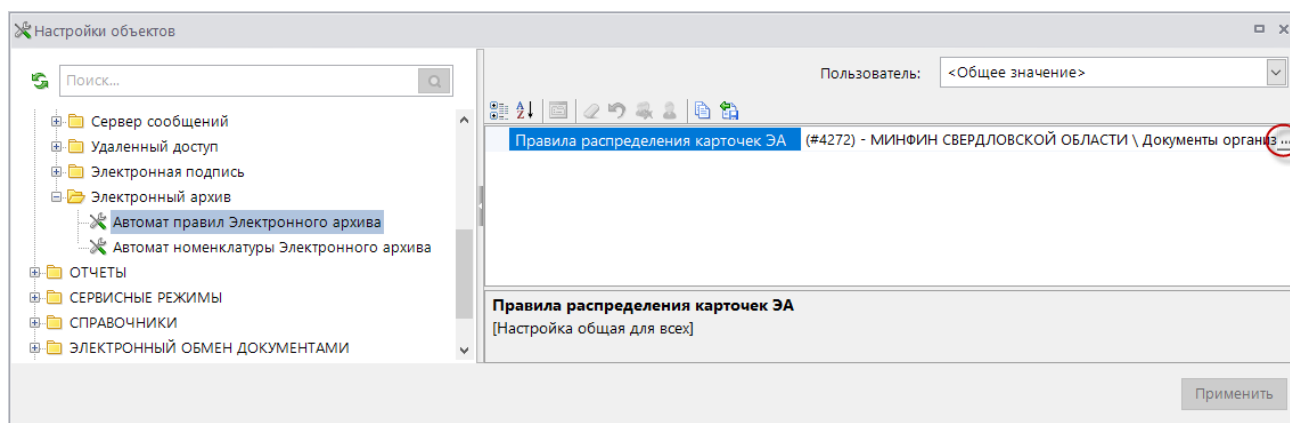 Настройки объектов
Поиск...
Сервер сообщений
Удаленный доступ
Электронная подпись
Электронный архив
Автомат правил Электронного архива
Автомат номенклатуры Электронного архива
ОТЧЕТЫ
СЕРВИСНЫЕ РЕЖИМЫ
СПРАВОЧНИКИ
ЭЛЕКТРОННЫЙ ОБМЕН ДОКУМЕНТАМИ
Пользователь: <Общее значение>
Правила распределения карточек ЭА (#4272) - МИНФИН СВЕРДЛОВСКОЙ ОБЛАСТИ \ Документы организ ...
Правила распределения карточек ЭА
[Настройка общая для всех]
Применить